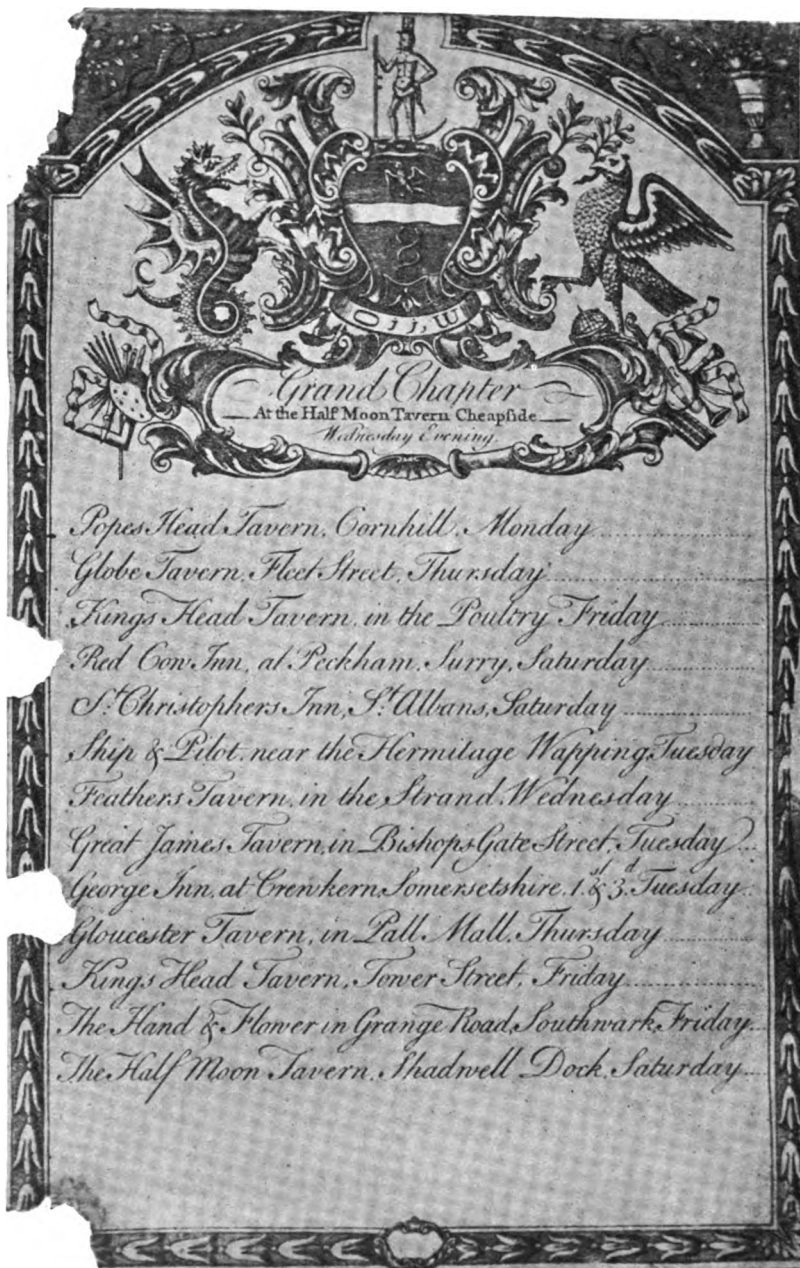 OILW
Grand Chapter
At the Half Moon Tavern Cheapſide
Wednesday Evening.
Popes Head Tavern, Cornhill, Monday
Globe Tavern, Fleet Street, Thursday
Kings Head Tavern, in the Poultry Friday
Red Cow Inn, at Peckham, Surry, Saturday
St. Christophers Inn, St. Albans, Saturday
Ship & Pilot, near the Hermitage Wapping, Tuesday
Feathers Tavern, in the Strand, Wednesday
Great James Tavern, in Bishops Gate Street, Tuesday
George Inn, at Crewkern, Somersetshire, 1st & 3d Tuesday
Gloucester Tavern, in Pall Mall, Thursday
Kings Head Tavern, Tower Street, Friday
The Hand & Flower in Grange Road, Southwark, Friday
The Half Moon Tavern, Shadwell Dock, Saturday